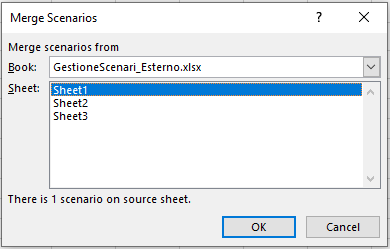 Merge Scenarios
?
Merge scenarios from
Book: GestioneScenari_Esterno.xlsx
Sheet: Sheet1
Sheet2
Sheet3
There is 1 scenario on source sheet.
OK Cancel